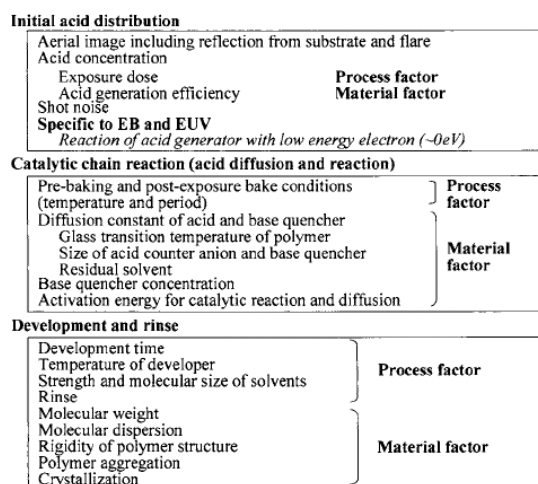 Initial acid distribution
Aerial image including reflection from substrate and flare
Acid concentration
Exposure dose Process factor
Acid generation efficiency Material factor
Shot noise
Specific to EB and EUV
Reaction of acid generator with low energy electron (~0eV)
Catalytic chain reaction (acid diffusion and reaction)
Pre-baking and post-exposure bake conditions
(temperature and period)
Process
factor
Diffusion constant of acid and base quencher
Glass transition temperature of polymer
Size of acid counter anion and base quencher
Residual solvent
Base quencher concentration
Activation energy for catalytic reaction and diffusion
Material
factor
Development and rinse
Development time
Temperature of developer
Strength and molecular size of solvents
Rinse
Process factor
Molecular weight
Molecular dispersion
Rigidity of polymer structure
Polymer aggregation
Crystallization
Material factor